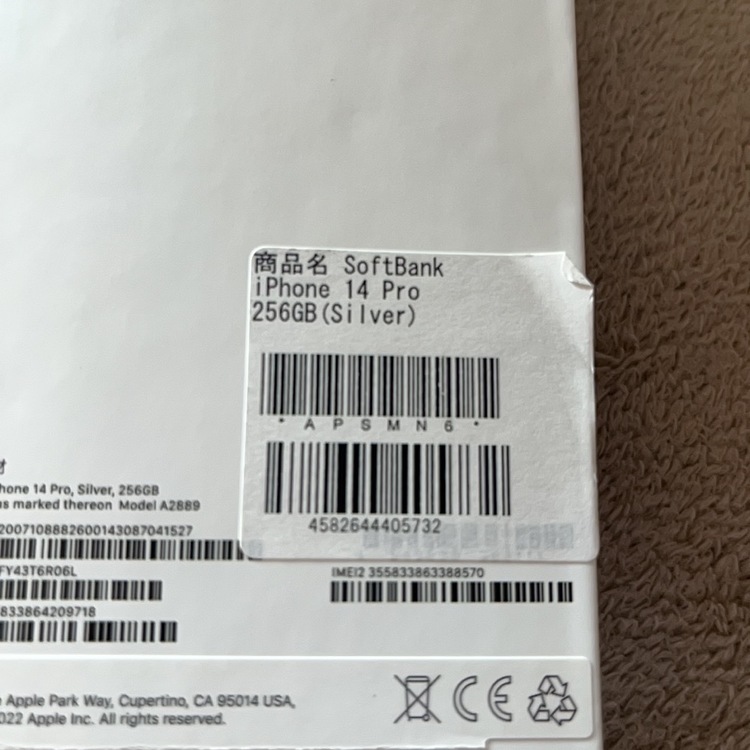 商品名 SoftBank
iPhone 14 Pro
256GB(Silver)
*APSMN6*
4582644405732
hone 14 Pro, Silver, 256GB
as marked thereon Model A2889
2007108882600143087041527
FY43T6R06L
IMEI2 355833863388570
833864209718
Apple Park Way, Cupertino, CA 95014 USA,
022 Apple Inc. All rights reserved.
CE